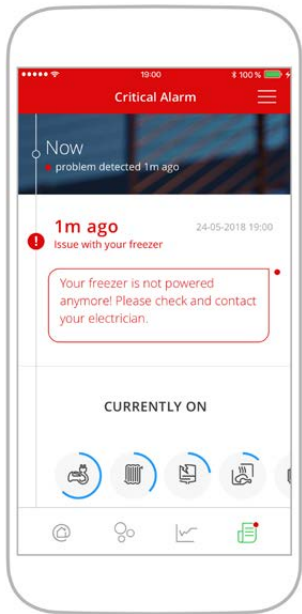 19:00
100 %
Critical Alarm
Now
problem detected 1m ago
1m ago
24-05-2018 19:00
Issue with your freezer
Your freezer is not powered
anymore! Please check and contact
your electrician.
CURRENTLY ON